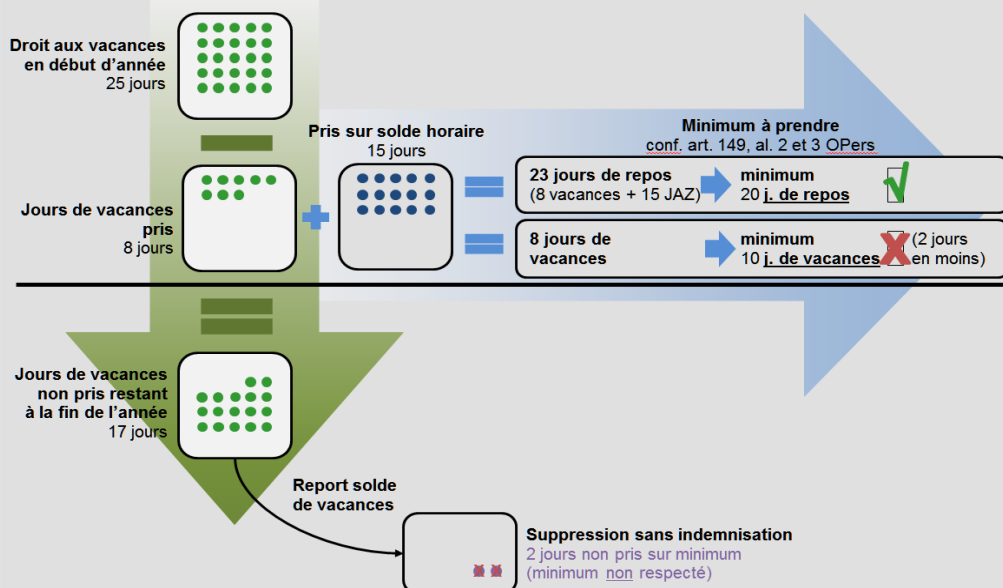 Droit aux vacances
en début d'année
25 jours
Pris sur solde horaire
15 jours
Minimum à prendre
conf. art. 149, al. 2 et 3 OPers
23 jours de repos
(8 vacances + 15 JAZ)
minimum
20 j. de repos
Jours de vacances
pris
8 jours
8 jours de
vacances
minimum
10 j. de vacances
(2 jours
en moins)
Jours de vacances
non pris restant
à la fin de l'année
17 jours
Report solde
de vacances
Suppression sans indemnisation
2 jours non pris sur minimum
(minimum non respecté)